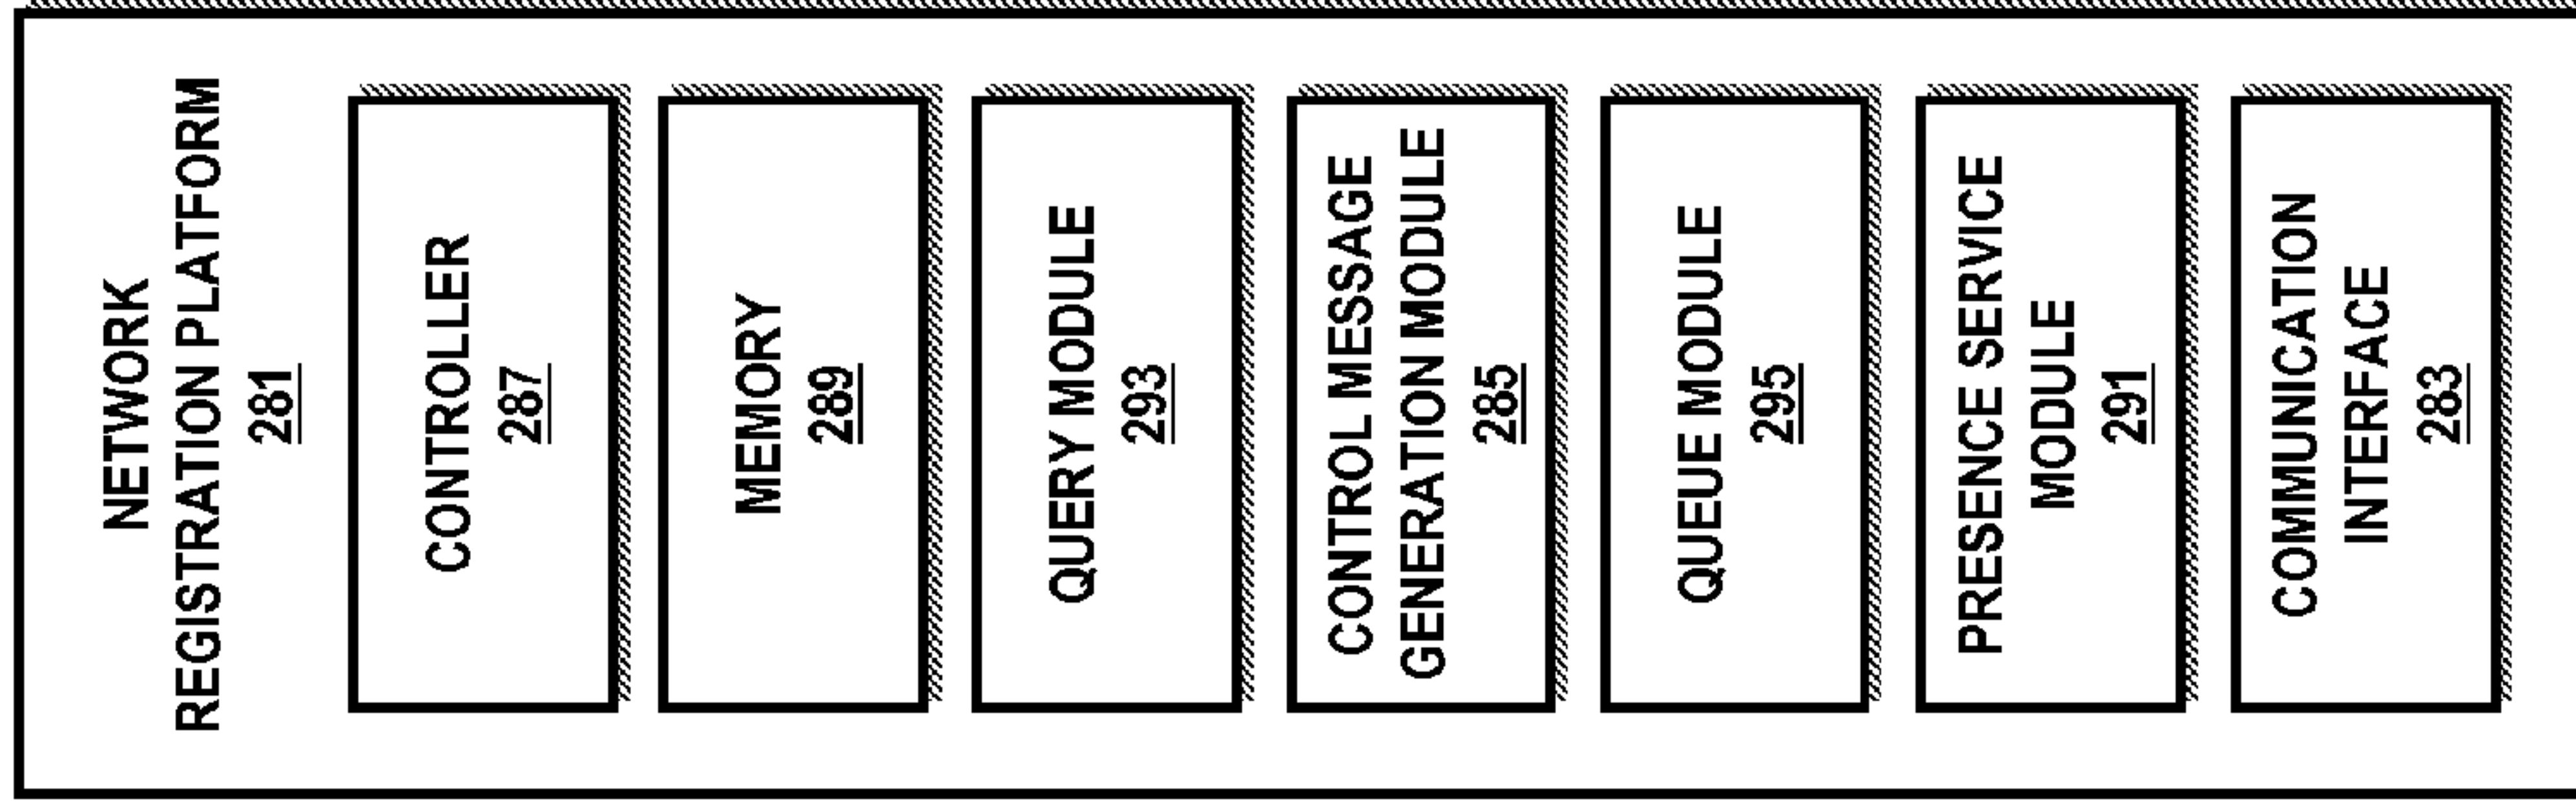 NETWORK
REGISTRATION PLATFORM
281
CONTROLLER
287
MEMORY
289
QUERY MODULE
293
CONTROL MESSAGE
GENERATION MODULE
285
QUEUE MODULE
295
PRESENCE SERVICE
MODULE
291
COMMUNICATION
INTERFACE
283